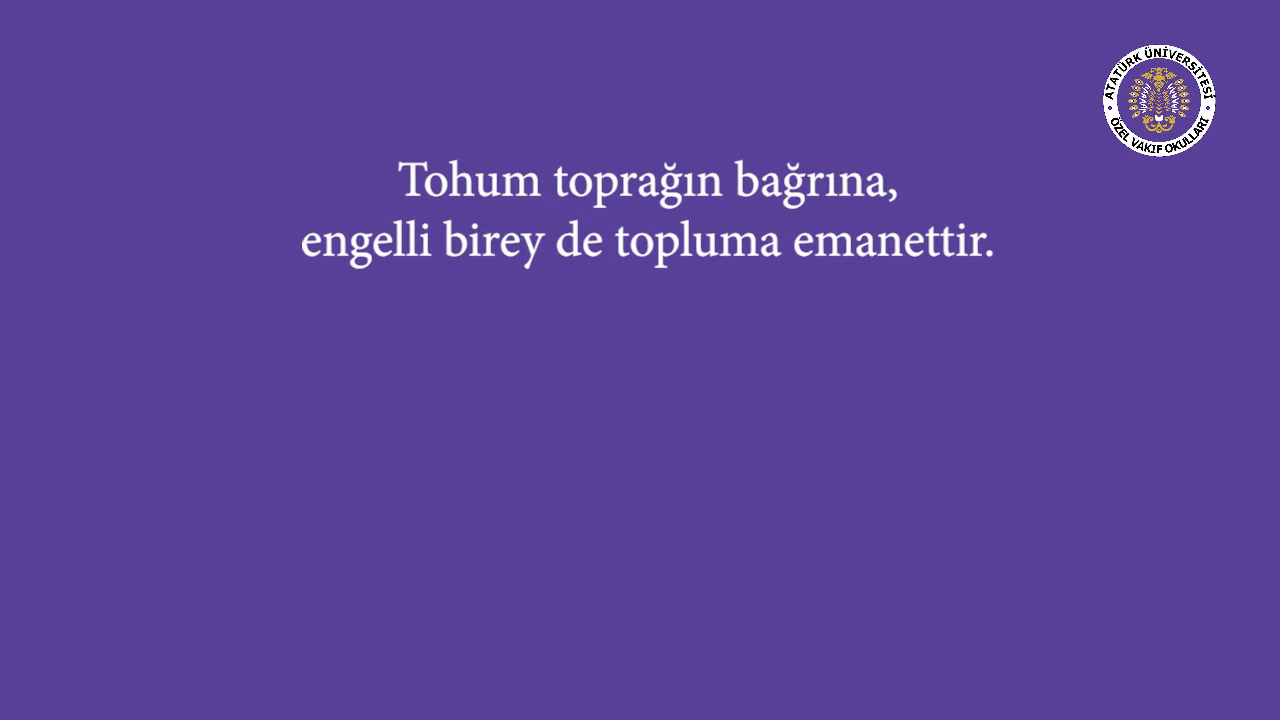 ATATÜRK ÜNİVERSİTESİ
ÖZEL VAKIF OKULLARI
Tohum toprağın bağrına,
engelli birey de topluma emanettir.